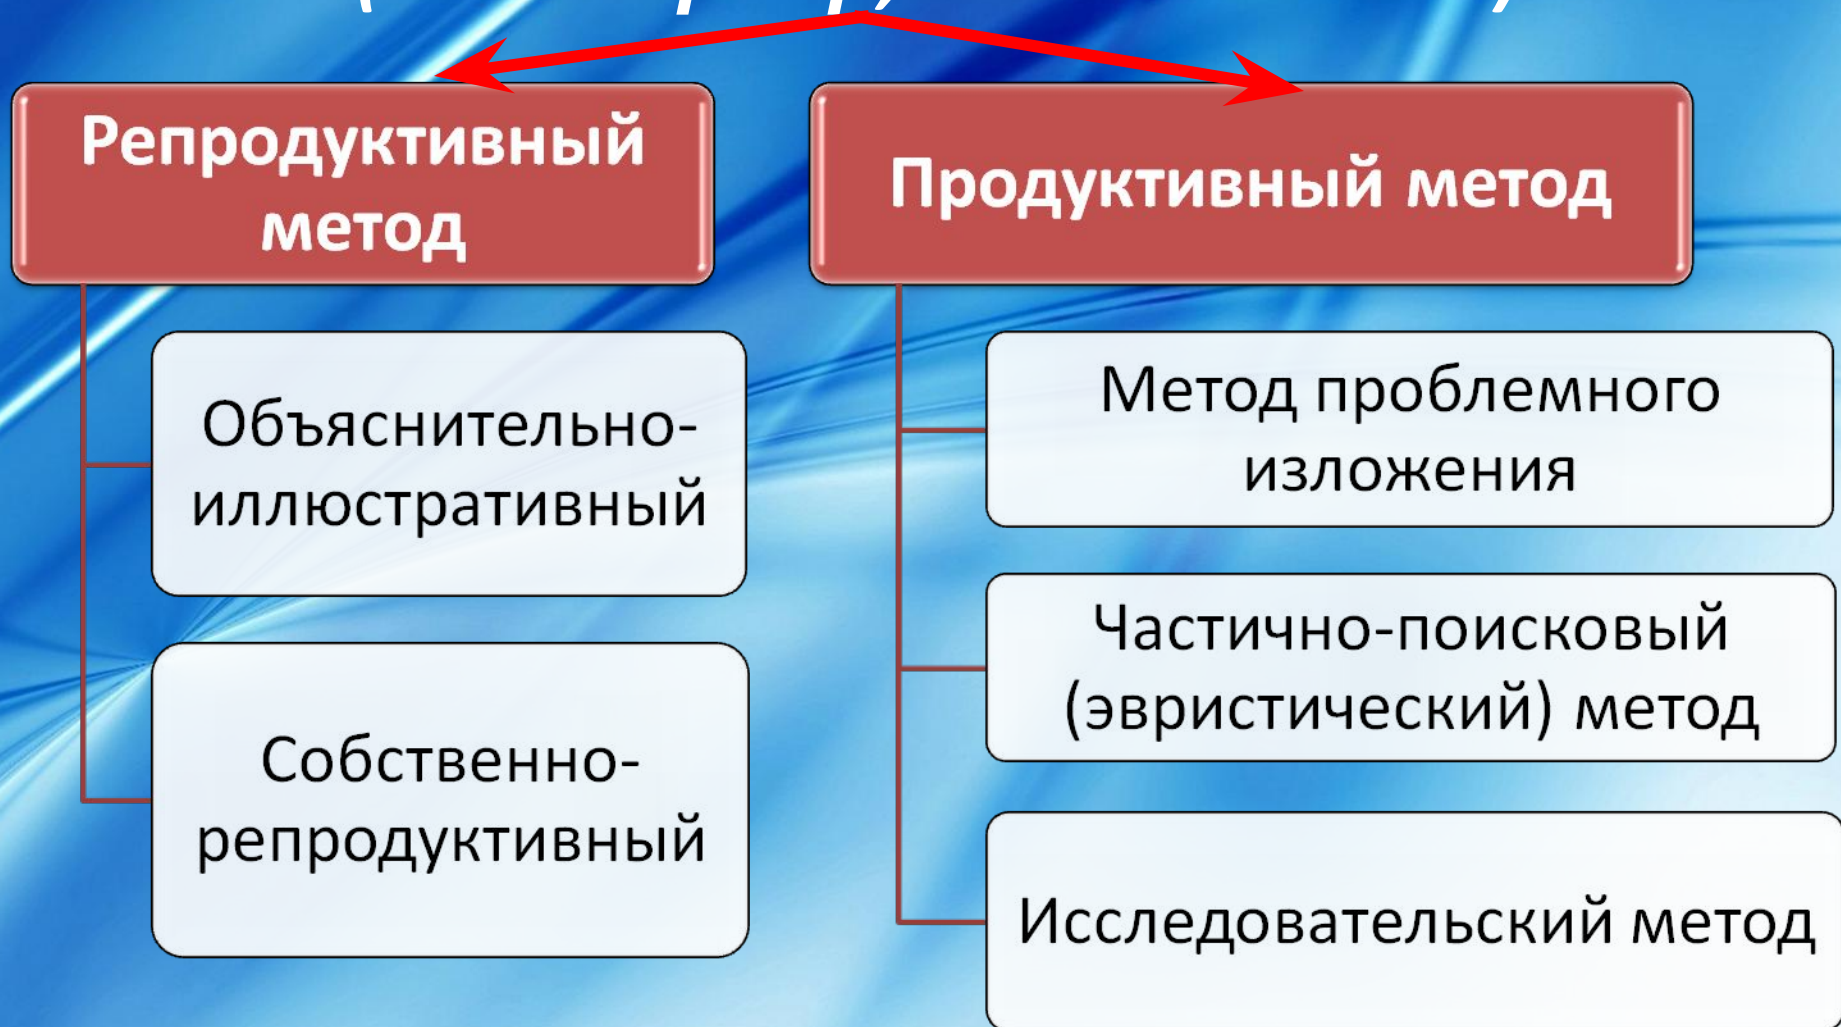 Репродуктивный
метод
Продуктивный метод
Объяснительно-
иллюстративный
Собственно-
репродуктивный
Метод проблемного
изложения
Частично-поисковый
(эвристический) метод
Исследовательский метод